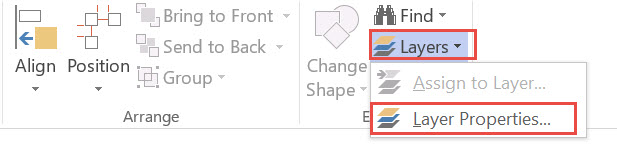 Align
Position
Bring to Front
Send to Back
Group
Arrange
Change
Shape
Find
Layers
Assign to Layer...
Layer Properties...
E